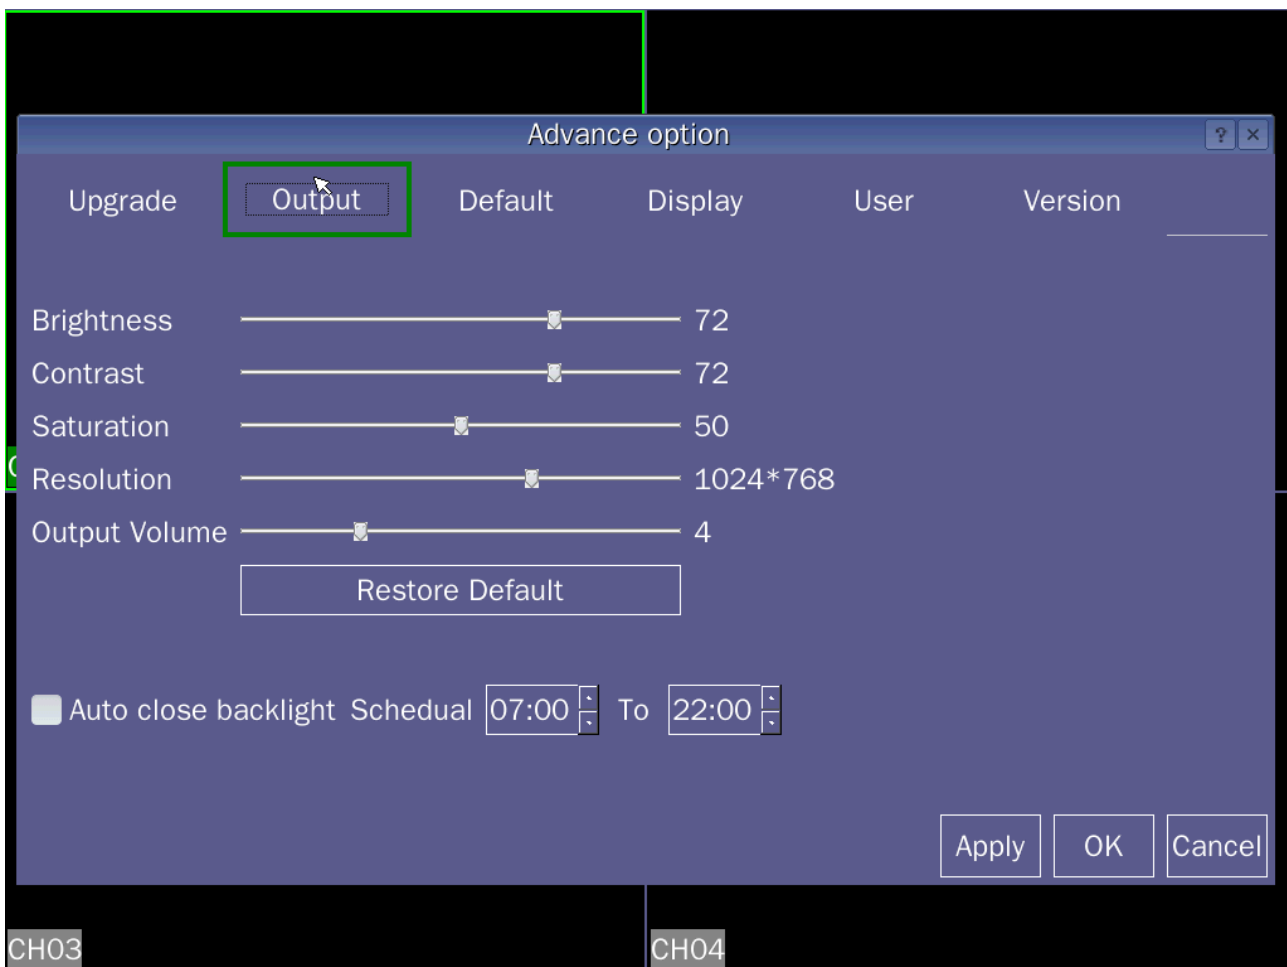 Advance option ? ×
Upgrade Output Default Display User Version
Brightness 72
Contrast 72
Saturation 50
Resolution 1024*768
Output Volume 4
Restore Default
Auto close backlight Schedual 07:00 To 22:00
Apply OK Cancel
CH03 CH04